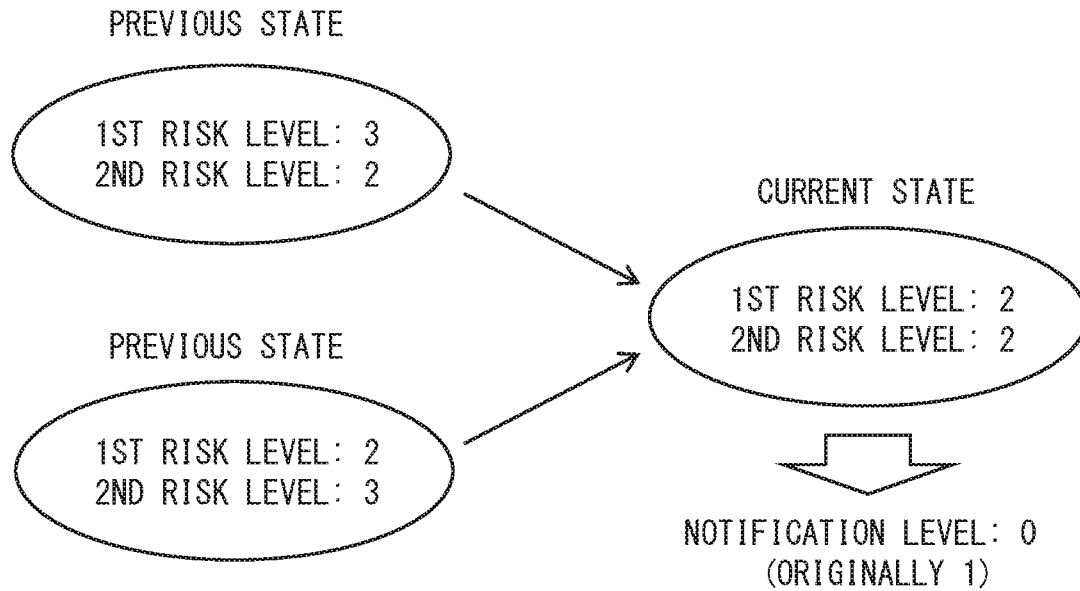 PREVIOUS STATE
1ST RISK LEVEL: 3
2ND RISK LEVEL: 2
PREVIOUS STATE
1ST RISK LEVEL: 2
2ND RISK LEVEL: 3
CURRENT STATE
1ST RISK LEVEL: 2
2ND RISK LEVEL: 2
NOTIFICATION LEVEL: 0
(ORIGINALLY 1)